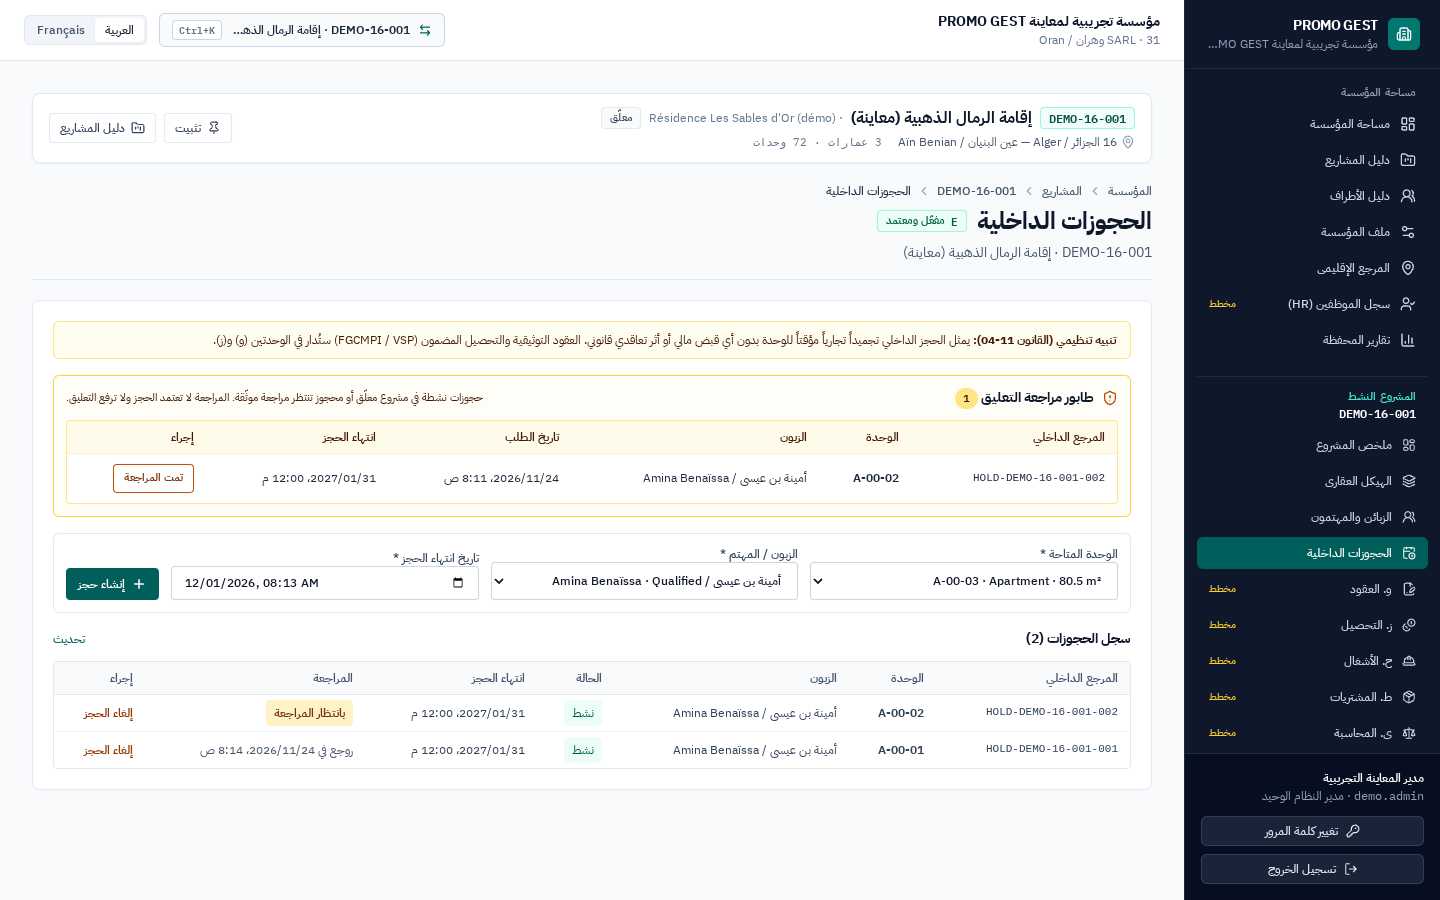 PROMO GEST
مؤسسة تجريبية لمعاينة PROMO GEST...
مساحة المؤسسة
مساحة المؤسسة
دليل المشاريع
دليل الأطراف
ملف المؤسسة
المرجع الإقليمي
سجل الموظفين (HR) مخطط
تقارير المحفظة
المشروع النشط
DEMO-16-001
ملخص المشروع
الهيكل العقاري
الزبائن والمهتمون
الحجوزات الداخلية
و. العقود مخطط
ز. التحصيل مخطط
ح. الأشغال مخطط
ط. المشتريات مخطط
ي. المحاسبة مخطط
مدير المعاينة التجريبية
demo.admin · مدير النظام الوحيد
تغيير كلمة المرور
تسجيل الخروج
مؤسسة تجريبية لمعاينة PROMO GEST
SARL · 31 وهران / Oran
DEMO-16-001 · إقامة الرمال الذهـ... Ctrl+K
العربية Français
DEMO-16-001 إقامة الرمال الذهبية (معاينة) · Résidence Les Sables d'Or (démo) معلّق
16 الجزائر / Alger — عين البنيان / Aïn Benian 3 عمارات · 72 وحدات
تثبيت دليل المشاريع
المؤسسة المشاريع DEMO-16-001 الحجوزات الداخلية
الحجوزات الداخلية E مفعّل ومعتمد
DEMO-16-001 · إقامة الرمال الذهبية (معاينة)
تنبيه تنظيمي (القانون 11-04): يمثل الحجز الداخلي تجميداً تجارياً مؤقتاً للوحدة بدون أي قبض مالي أو أثر تعاقدي قانوني. العقود التوثيقية والتحصيل المضمون (FGCMPI / VSP) ستُدار في الوحدتين (و) و(ز).
طابور مراجعة التعليق 1 حجوزات نشطة في مشروع معلّق أو محجوز تنتظر مراجعة موثّقة. المراجعة لا تعتمد الحجز ولا ترفع التعليق.
المرجع الداخلي الوحدة الزبون تاريخ الطلب انتهاء الحجز إجراء
HOLD-DEMO-16-001-002 A-00-02 أمينة بن عيسى / Amina Benaïssa 2026/11/24، 8:11 ص 2027/01/31، 12:00 م تمت المراجعة
الوحدة المتاحة * الزبون / المهتم * تاريخ انتهاء الحجز *
A-00-03 · Apartment · 80.5 m² أمينة بن عيسى / Amina Benaïssa · Qualified 12/01/2026, 08:13 AM إنشاء حجز
سجل الحجوزات (2) تحديث
المرجع الداخلي الوحدة الزبون الحالة انتهاء الحجز المراجعة إجراء
HOLD-DEMO-16-001-002 A-00-02 أمينة بن عيسى / Amina Benaïssa نشط 2027/01/31، 12:00 م بانتظار المراجعة إلغاء الحجز
HOLD-DEMO-16-001-001 A-00-01 أمينة بن عيسى / Amina Benaïssa نشط 2027/01/31، 12:00 م روجع في 2026/11/24، 8:14 ص إلغاء الحجز